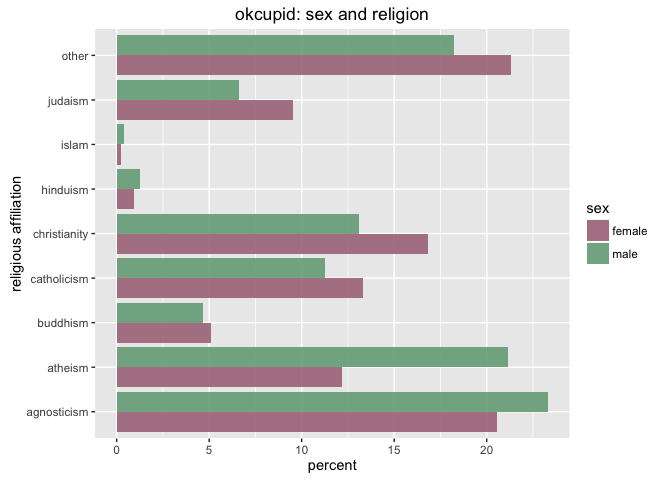 okcupid: sex and religion
other
judaism
islam
hinduism
christianity
catholicism
buddhism
atheism
agnosticism
religious affiliation
0 5 10 15 20
percent
sex
female
male